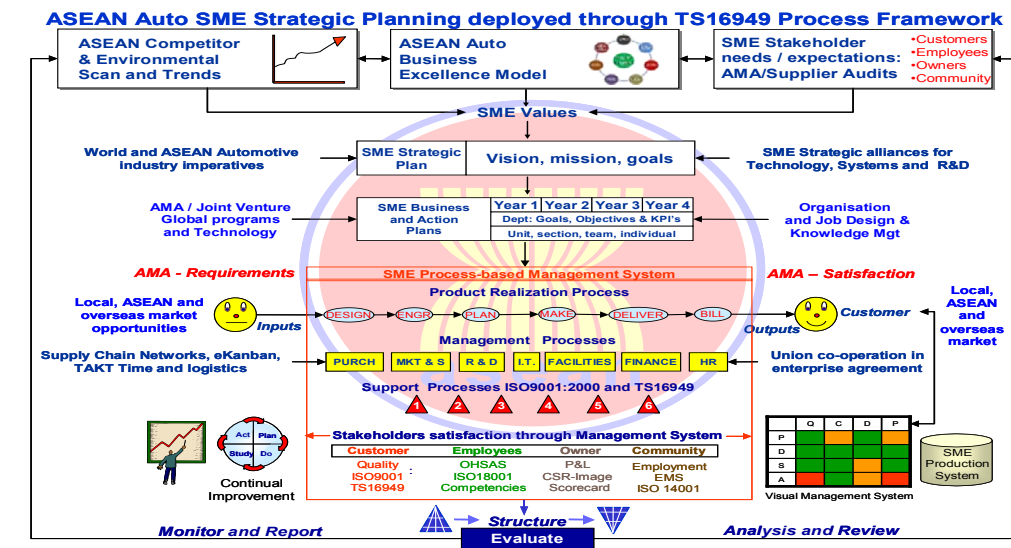 ASEAN Auto SME Strategic Planning deployed through TS16949 Process Framework
ASEAN Competitor
& Environmental
Scan and Trends
ASEAN Auto
Business
Excellence Model
SME Stakeholder
needs / expectations:
AMA/Supplier Audits
•Customers
•Employees
•Owners
•Community
SME Values
World and ASEAN Automotive
industry imperatives
SME Strategic
Plan
Vision, mission, goals
SME Strategic alliances for
Technology, Systems and R&D
AMA / Joint Venture
Global programs
and Technology
SME Business
and Action
Plans
Year 1 Year 2 Year 3 Year 4
Dept: Goals, Objectives & KPI's
Unit, section, team, individual
Organisation
and Job Design &
Knowledge Mgt
AMA - Requirements
SME Process-based Management System
AMA – Satisfaction
Product Realization Process
Local, ASEAN and
overseas market
opportunities
Inputs
DESIGN ENGR PLAN MAKE DELIVER BILL
Outputs
Customer
Local,
ASEAN
and
overseas
market
Management Processes
Supply Chain Networks, eKanban,
TAKT Time and logistics
PURCH MKT & S R & D I.T. FACILITIES FINANCE HR
Union co-operation in
enterprise agreement
Support Processes ISO9001:2000 and TS16949
1 2 3 4 5 6
Stakeholders satisfaction through Management System
Customer Employees Owner Community
Quality :
ISO9001
TS16949
OHSAS
ISO18001
Competencies
P&L
CSR-Image
Scorecard
Employment
EMS
ISO 14001
Act Plan
Study Do
Continual
Improvement
Q C D P
P
D
S
A
Visual Management System
SME
Production
System
Monitor and Report
Structure
Evaluate
Analysis and Review